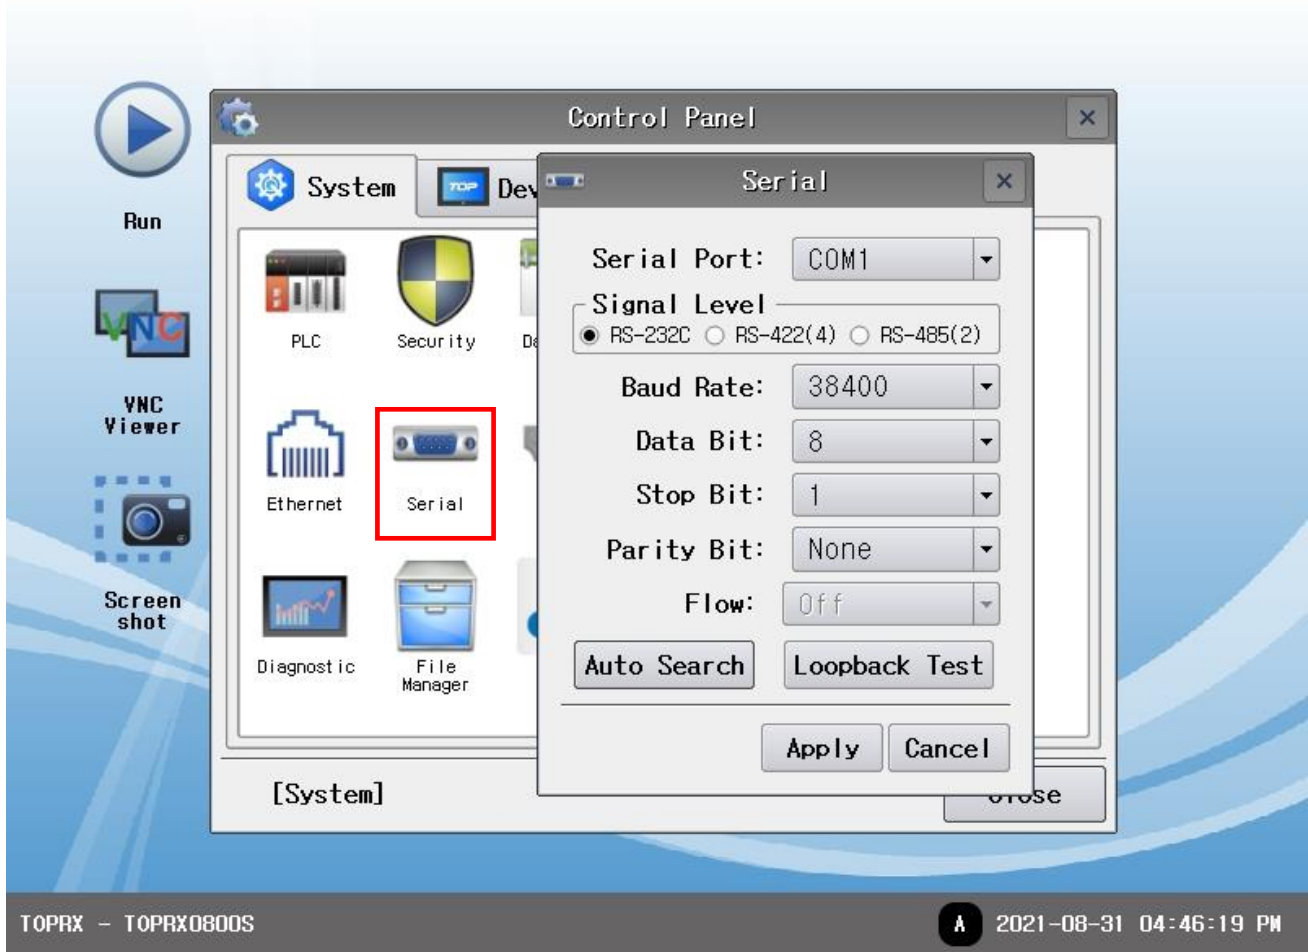 Run
VNC
VNC
Viewer
Screen
shot
Control Panel
System
TOP
PLC
Security
Ethernet
Serial
Diagnostic
File
Manager
[System]
Serial
Serial Port: COM1
Signal Level
RS-232C RS-422(4) RS-485(2)
Baud Rate: 38400
Data Bit: 8
Stop Bit: 1
Parity Bit: None
Flow: Off
Auto Search Loopback Test
Apply Cancel
TOPRX - TOPRX0800S
A 2021-08-31 04:46:19 PM